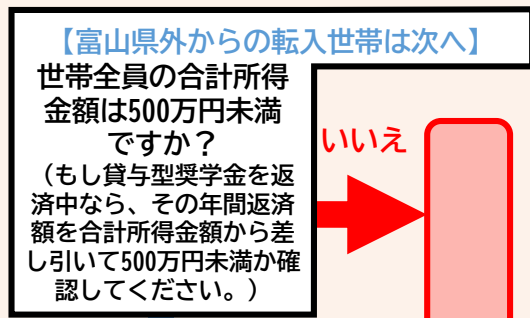 【富山県外からの転入世帯は次へ】
世帯全員の合計所得
金額は500万円未満
ですか？
（もし貸与型奨学金を返
済中なら、その年間返済
額を合計所得金額から差
し引いて500万円未満か確
認してください。）
いいえ